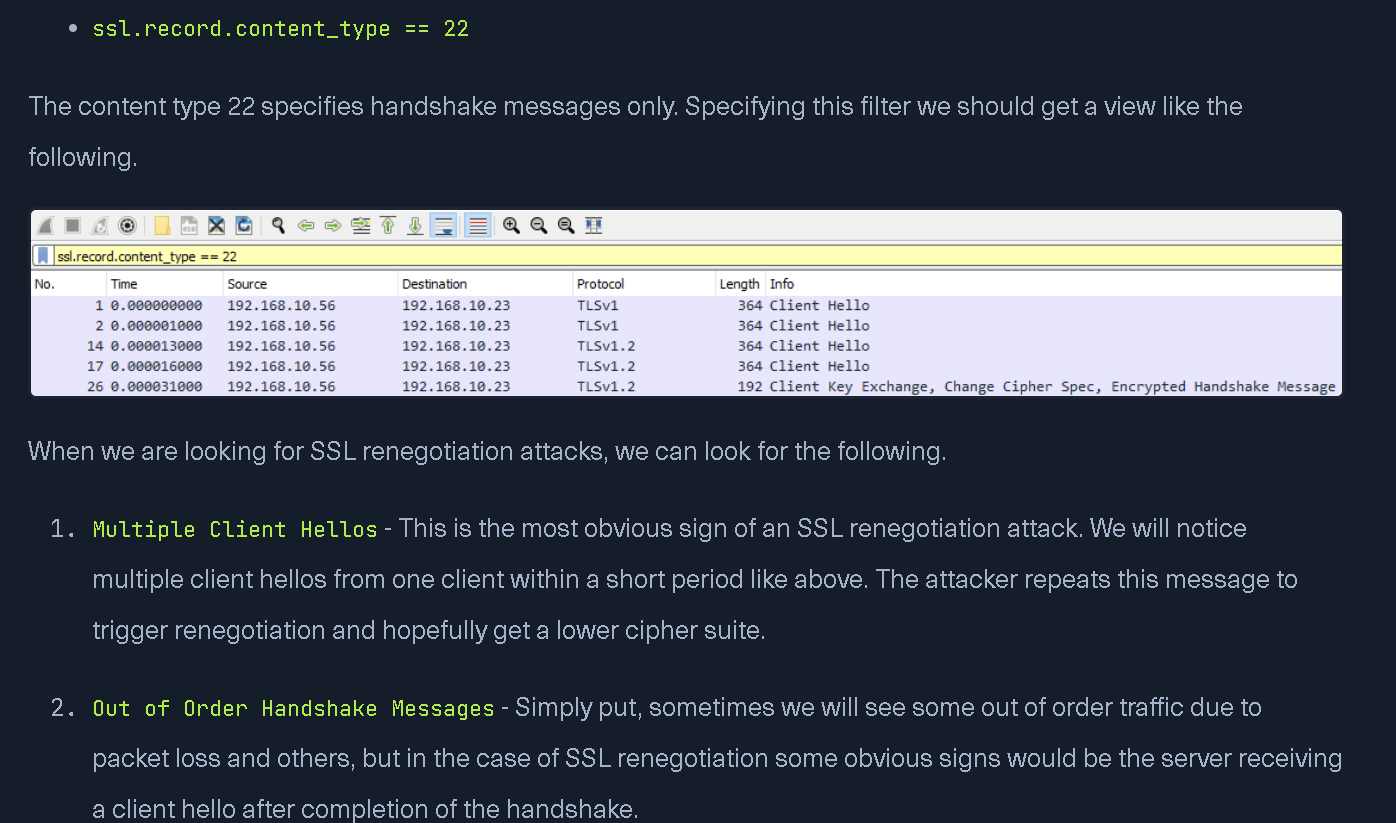 • ssl.record.content_type == 22
The content type 22 specifies handshake messages only. Specifying this filter we should get a view like the
following.
ssl.record.content_type == 22
No. Time Source Destination Protocol Length Info
1 0.000000000 192.168.10.56 192.168.10.23 TLSv1 364 Client Hello
2 0.000001000 192.168.10.56 192.168.10.23 TLSv1 364 Client Hello
14 0.000013000 192.168.10.56 192.168.10.23 TLSv1.2 364 Client Hello
17 0.000016000 192.168.10.56 192.168.10.23 TLSv1.2 364 Client Hello
26 0.000031000 192.168.10.56 192.168.10.23 TLSv1.2 192 Client Key Exchange, Change Cipher Spec, Encrypted Handshake Message
When we are looking for SSL renegotiation attacks, we can look for the following.
1. Multiple Client Hellos - This is the most obvious sign of an SSL renegotiation attack. We will notice
multiple client hellos from one client within a short period like above. The attacker repeats this message to
trigger renegotiation and hopefully get a lower cipher suite.
2. Out of Order Handshake Messages - Simply put, sometimes we will see some out of order traffic due to
packet loss and others, but in the case of SSL renegotiation some obvious signs would be the server receiving
a client hello after completion of the handshake.